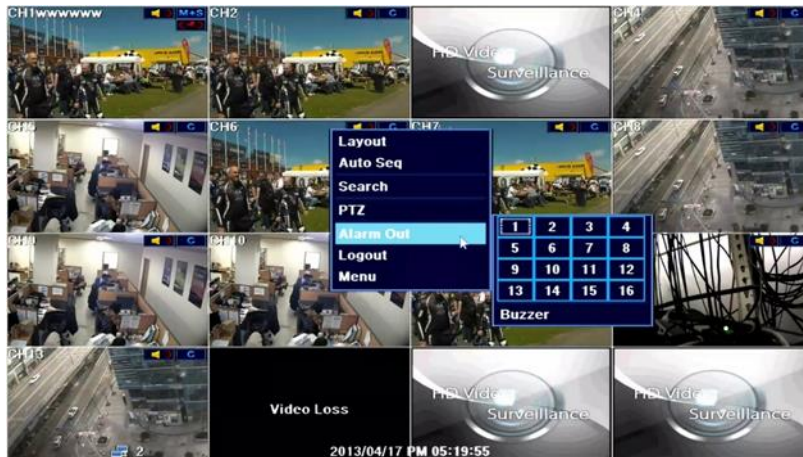 CH1wwwwww
M+S
CH2
G
HD Video
Surveillance
CH4
G
CH5
G
CH6
CH7
G
CH8
G
Layout
Auto Seq
Search
PTZ
Alarm Out
Logout
Menu
1 2 3 4
5 6 7 8
9 10 11 12
13 14 15 16
Buzzer
CH9
G
CH10
G
CH13
G
2
Video Loss
HD Video
Surveillance
HD Video
Surveillance
2013/04/17 PM 05:19:55